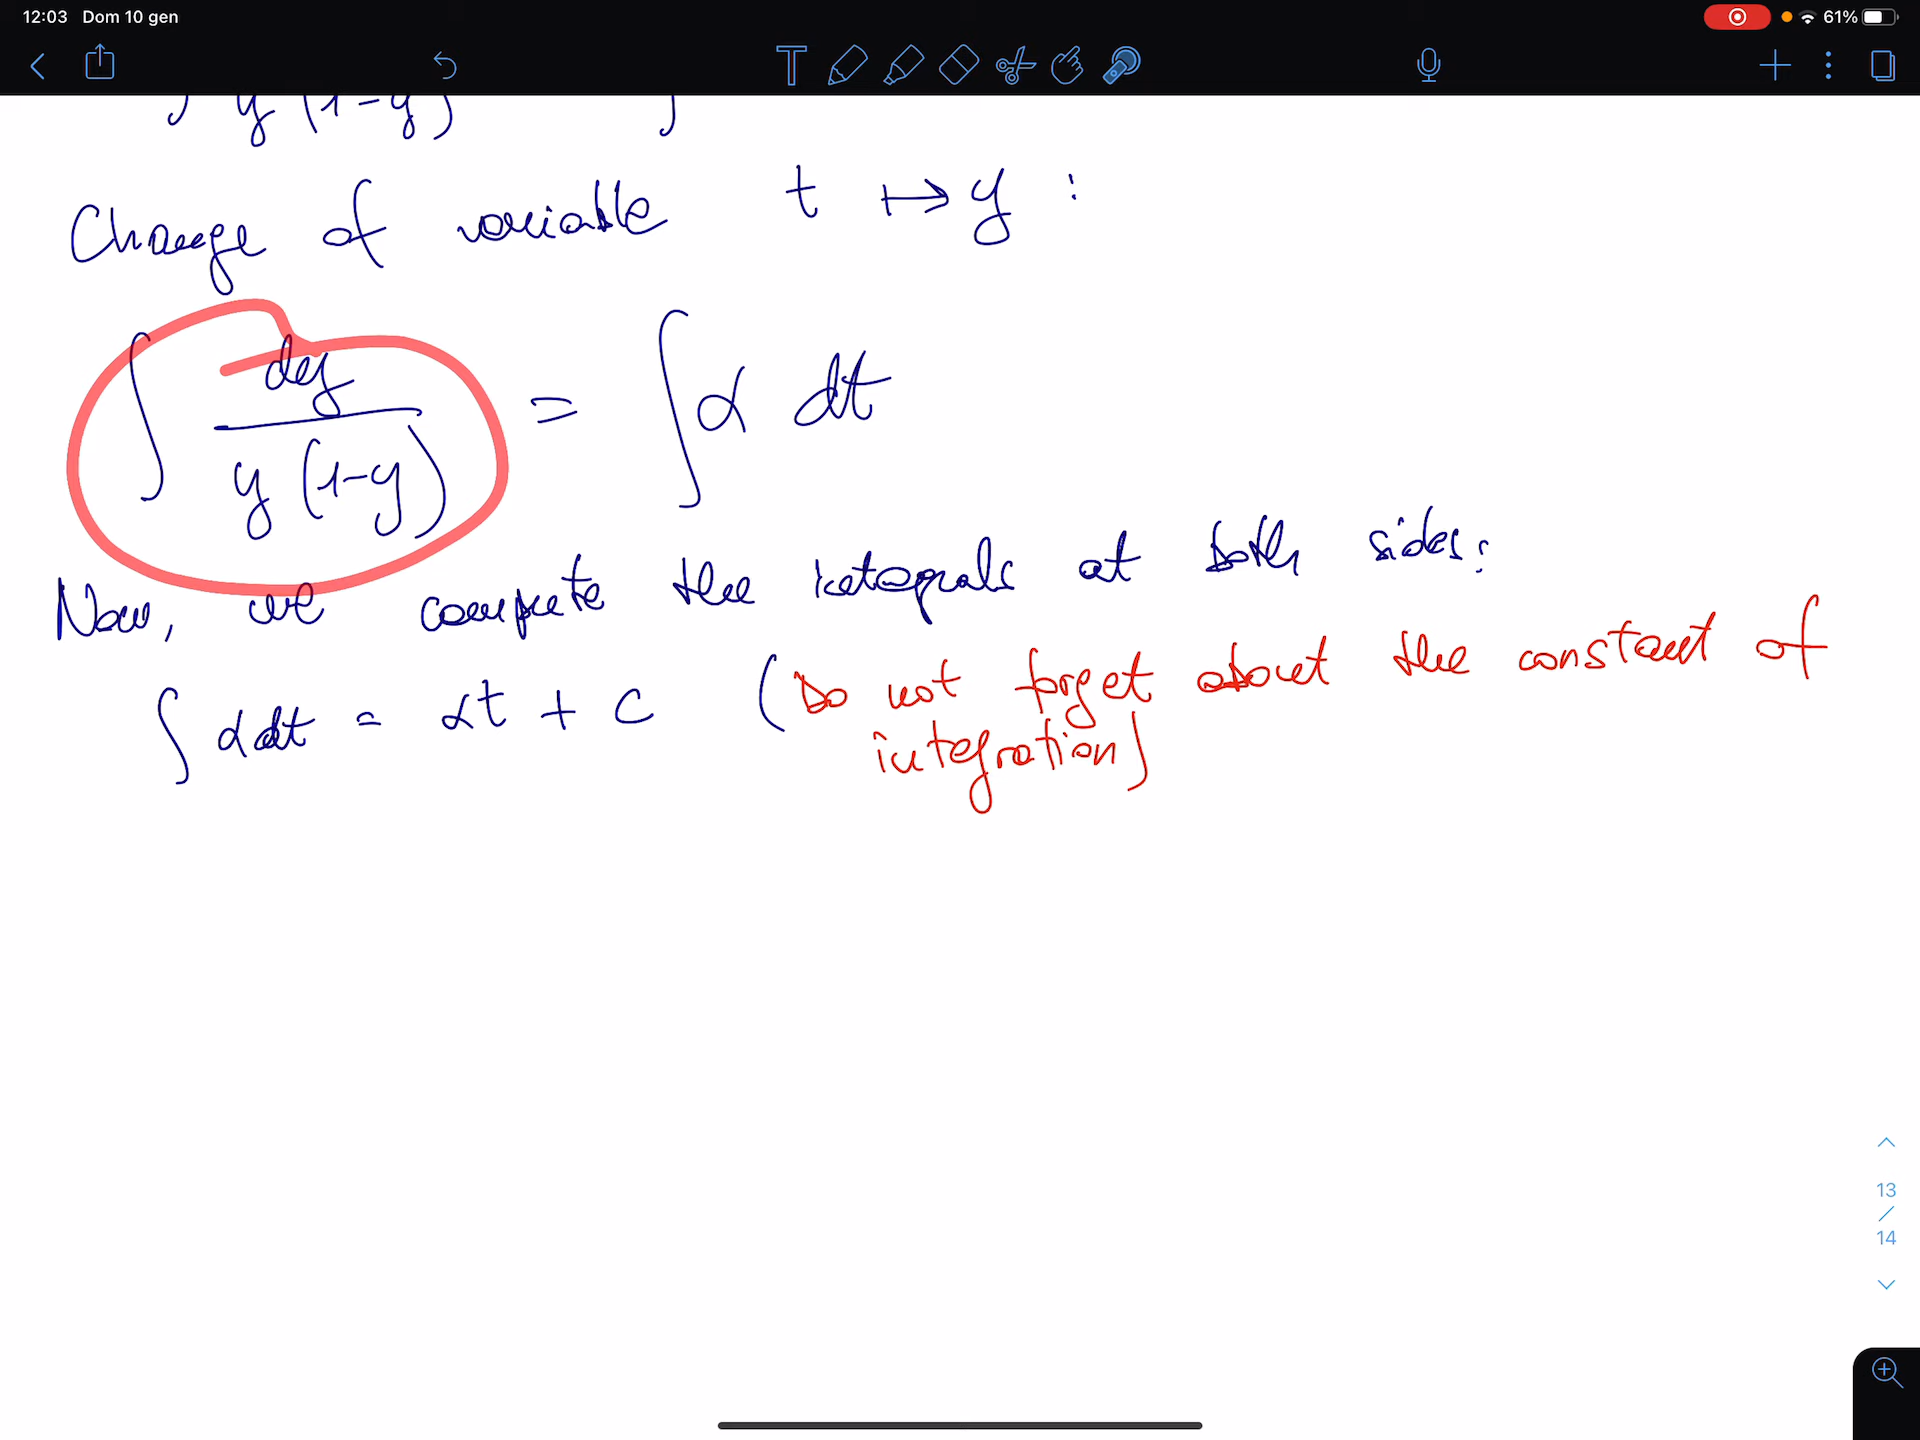 12:03 Dom 10 gen 61%
∫ y (1-y) ∫
Change of variable t ↦ y :
∫ dy / y (1-y) = ∫ α dt
Now, we compute the integrals at both sides:
∫ α dt = αt + c (Do not forget about the constant of
integration)
13
/
14